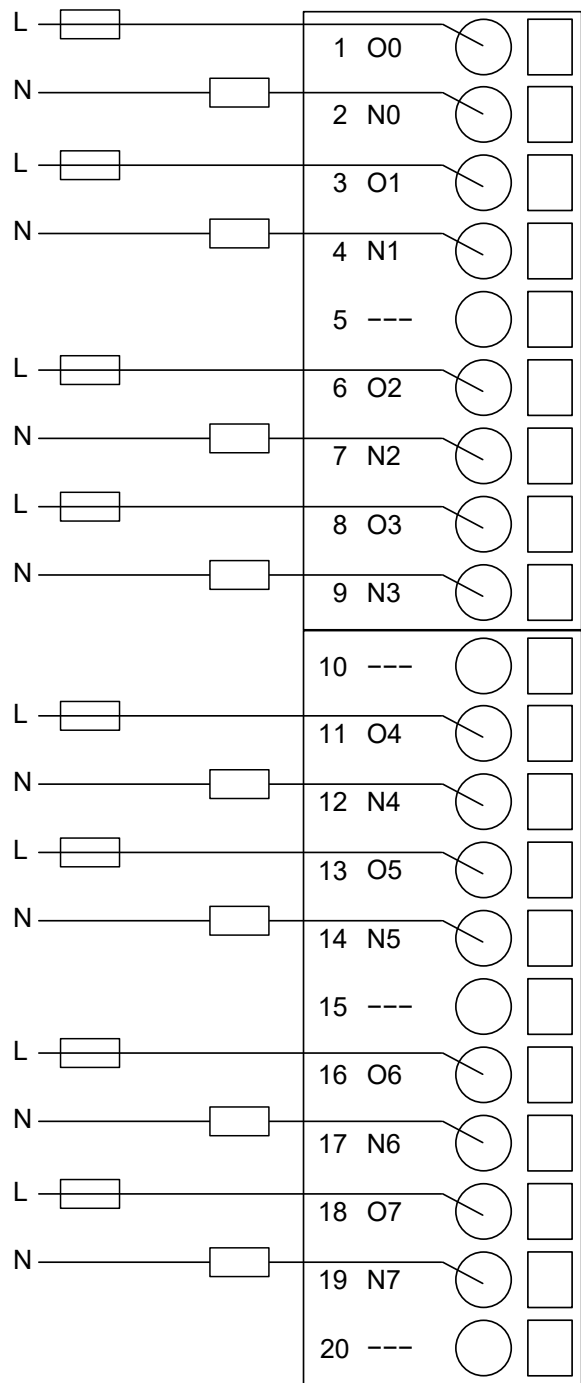 L
1 O0
N
2 N0
L
3 O1
N
4 N1
5 ---
L
6 O2
N
7 N2
L
8 O3
N
9 N3
10 ---
L
11 O4
N
12 N4
L
13 O5
N
14 N5
15 ---
L
16 O6
N
17 N6
L
18 O7
N
19 N7
20 ---